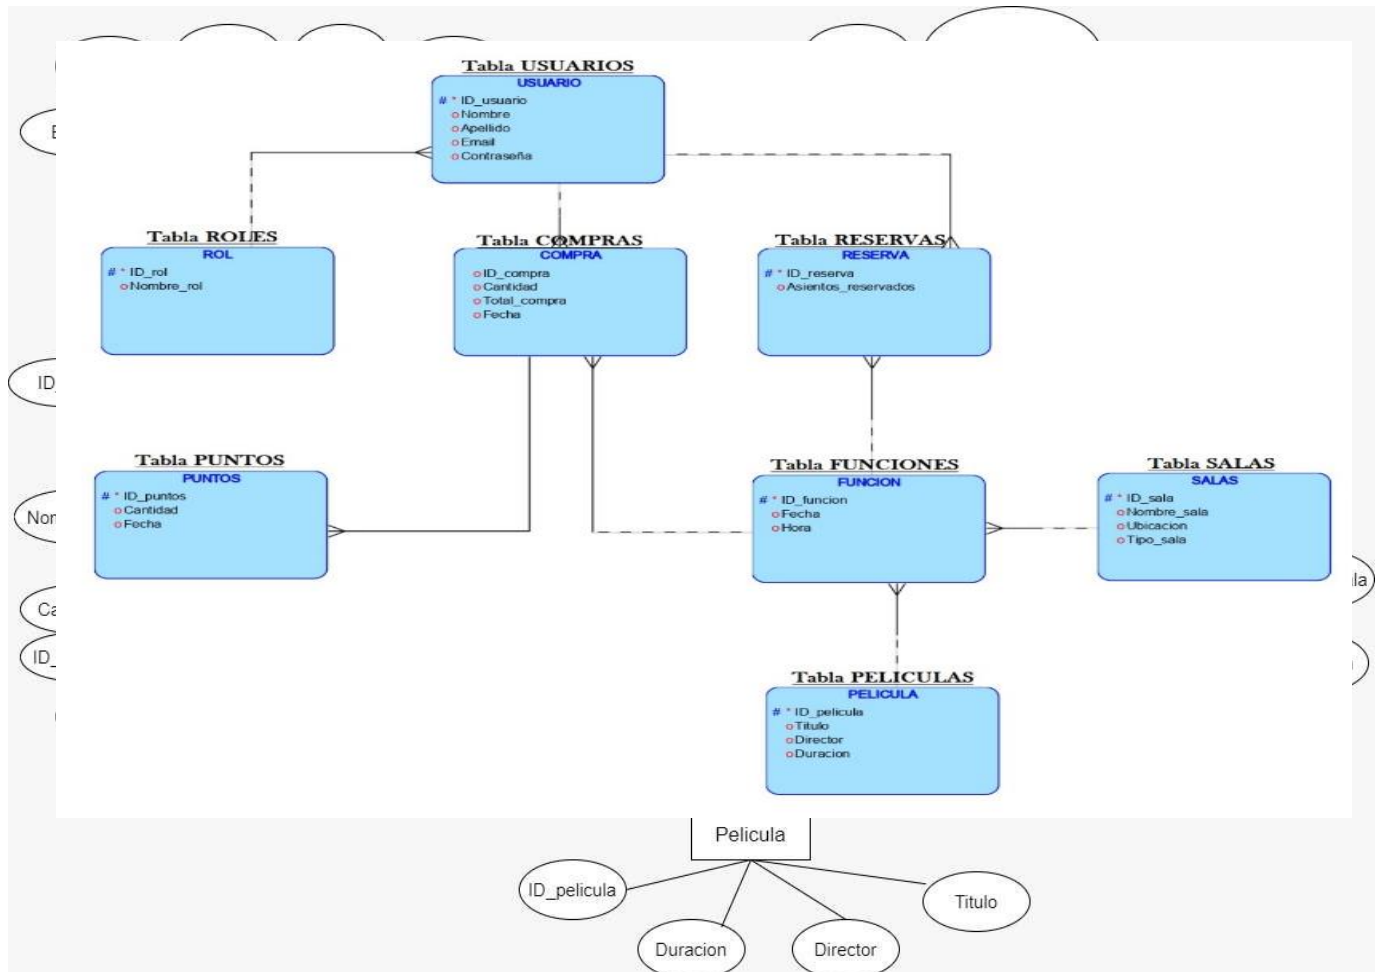 Tabla USUARIOS
USUARIO
# * ID_usuario
Nombre
Apellido
Email
Contraseña
Tabla ROLES
ROL
# * ID_rol
Nombre_rol
Tabla COMPRAS
COMPRA
ID_compra
Cantidad
Total_compra
Fecha
Tabla RESERVAS
RESERVA
# * ID_reserva
Asientos_reservados
Tabla PUNTOS
PUNTOS
# * ID_puntos
Cantidad
Fecha
Tabla FUNCIONES
FUNCION
# * ID_funcion
Fecha
Hora
Tabla SALAS
SALAS
# * ID_sala
Nombre_sala
Ubicacion
Tipo_sala
Tabla PELICULAS
PELICULA
# * ID_pelicula
Titulo
Director
Duracion
Pelicula
ID_pelicula
Titulo
Duracion
Director